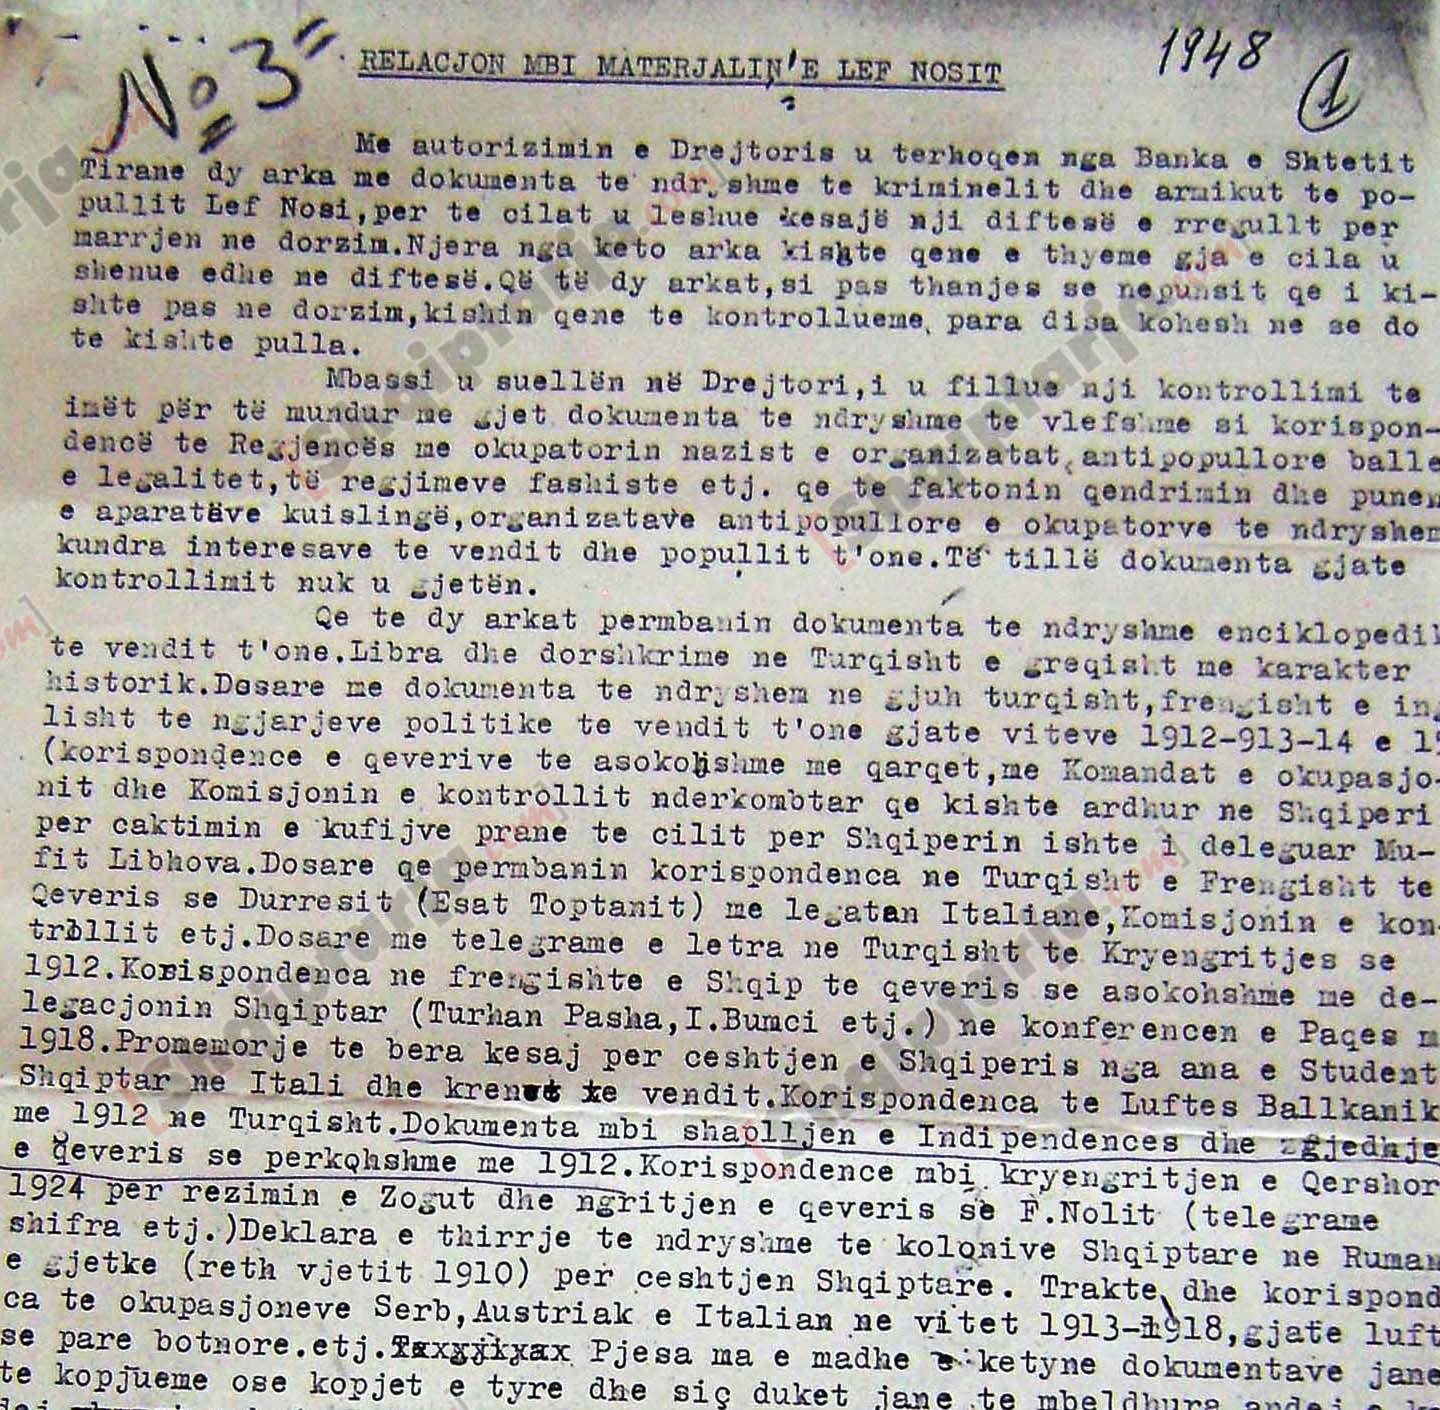 No 3=
1948
1
RELACJON MBI MATERJALIN'E LEF NOSIT
Me autorizimin e Drejtoris u terhoqen nga Banka e Shtetit
Tirane dy arka me dokumenta te ndryshme te kriminelit dhe armikut te po-
pullit Lef Nosi,per te cilat u leshue kesajë nji diftesë e rregullt per
marrjen ne dorzim.Njera nga keto arka kishte qene e thyeme gja e cila u
shenue edhe ne diftesë.Që të dy arkat,si pas thanjes se nepunsit qe i ki-
shte pas ne dorzim,kishin qene te kontrollueme para disa kohesh ne se do
te kishte pulla.
Mbassi u suellën në Drejtori,i u fillue nji kontrollimi te
imët për të mundur me gjet dokumenta te ndryshme te vlefshme si korispon-
dencë te Regjencës me okupatorin nazist e organizatat antipopullore balle
e legalitet,të regjimeve fashiste etj. qe te faktonin qendrimin dhe punen
e aparatäve kuislingë,organizatave antipopullore e okupatorve te ndryshem
kundra interesave te vendit dhe popullit t'one.Të tillë dokumenta gjate
kontrollimit nuk u gjetën.
Qe te dy arkat permbanin dokumenta te ndryshme enciklopedik
te vendit t'one.Libra dhe dorshkrime ne Turqisht e greqisht me karakter
historik.Dosare me dokumenta te ndryshem ne gjuh turqisht,frengisht e ing
lisht te ngjarjeve politike te vendit t'one gjate viteve 1912-913-14 e 19
(korispondence e qeverive te asokohshme me qarqet,me Komandat e okupasjo-
nit dhe Komisjonin e kontrollit nderkombtar qe kishte ardhur ne Shqiperi
per caktimin e kufijve prane te cilit per Shqiperin ishte i deleguar Mu-
fit Libhova.Dosare qe permbanin korispondenca ne Turqisht e Frengisht te
Qeveris se Durresit (Esat Toptanit) me legatan Italiane,Komisjonin e kon-
trollit etj.Dosare me telegrame e letra ne Turqisht te Kryengritjes se
1912.Korispondenca ne frengishte e Shqip te qeveris se asokohshme me de-
legacjonin Shqiptar (Turhan Pasha,I.Bumci etj.) ne konferencen e Paqes m
1918.Promemorje te bera kesaj per ceshtjen e Shqiperis nga ana e Student
Shqiptar ne Itali dhe krenet te vendit.Korispondenca te Luftes Ballkanik
me 1912 ne Turqisht.Dokumenta mbi shaplljen e Indipendences dhe zgjedhje
e qeveris se perkohshme me 1912.Korispondence mbi kryengritjen e Qershor
1924 per rezimin e Zogut dhe ngritjen e qeveris së F.Nolit (telegrame
shifra etj.)Deklara e thirrje te ndryshme te kolonive Shqiptare ne Ruman
e gjetke (reth vjetit 1910) per ceshtjen Shqiptare. Trakte dhe korispond
ca te okupasjoneve Serb,Austriak e Italian ne vitet 1913-1918,gjate luft
se pare botnore.etj. Pjesa ma e madhe e ketyne dokumentave jane
te kopjueme ose kopjet e tyre dhe siç duket jane te mbeldhura andej e